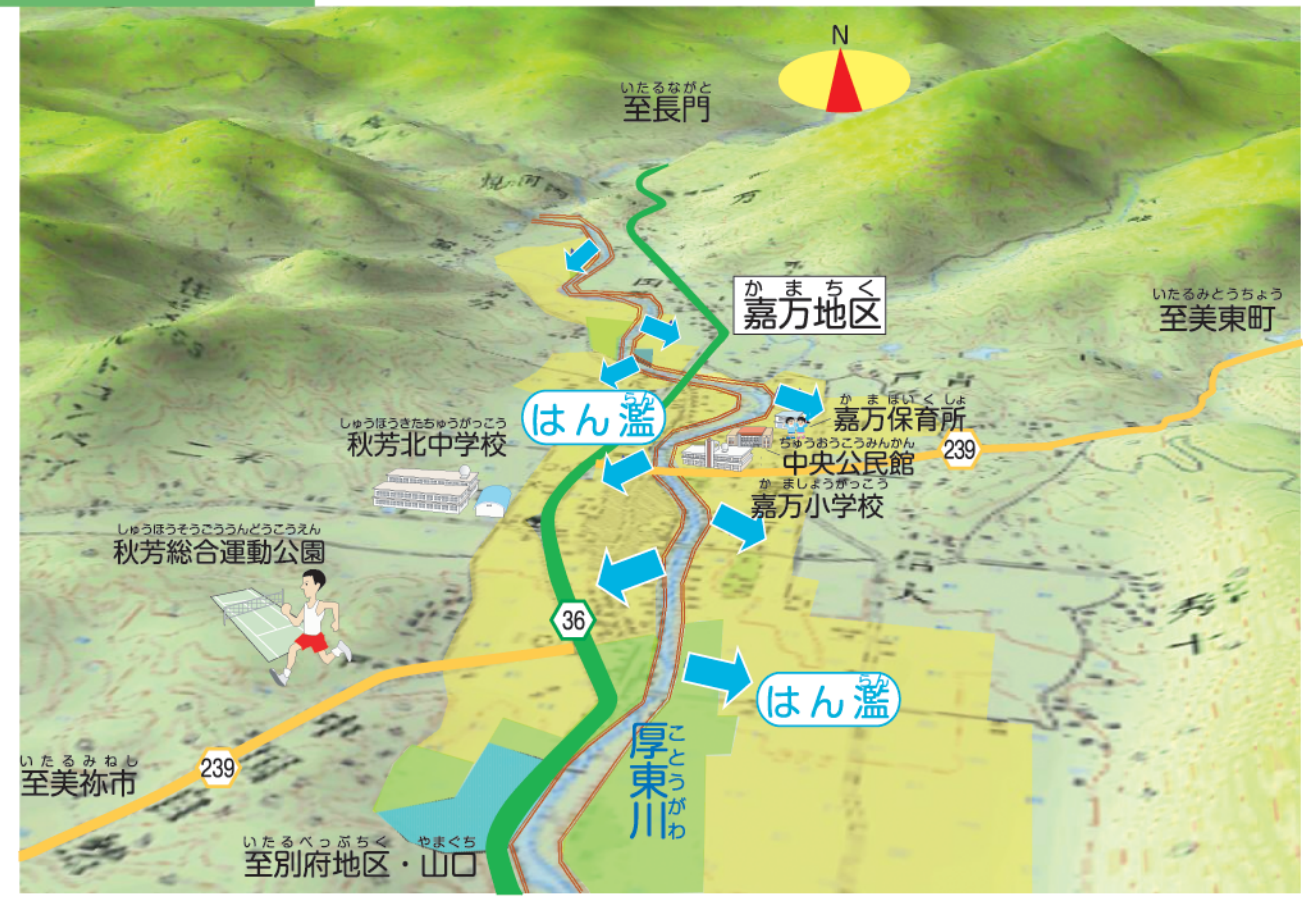 N
いたるながと
至長門
かまちく
嘉万地区
いたるみとうちょう
至美東町
はん濫
らん
かまほいくしょ
嘉万保育所
しゅうほうきたちゅうがっこう
秋芳北中学校
ちゅうおうこうみんかん
中央公民館
239
かましょうがっこう
嘉万小学校
しゅうほうそうごううんどうこうえん
秋芳総合運動公園
36
はん濫
らん
厚東川
ことうがわ
いたるみねし
至美祢市
239
いたるべっぷちく やまぐち
至別府地区・山口